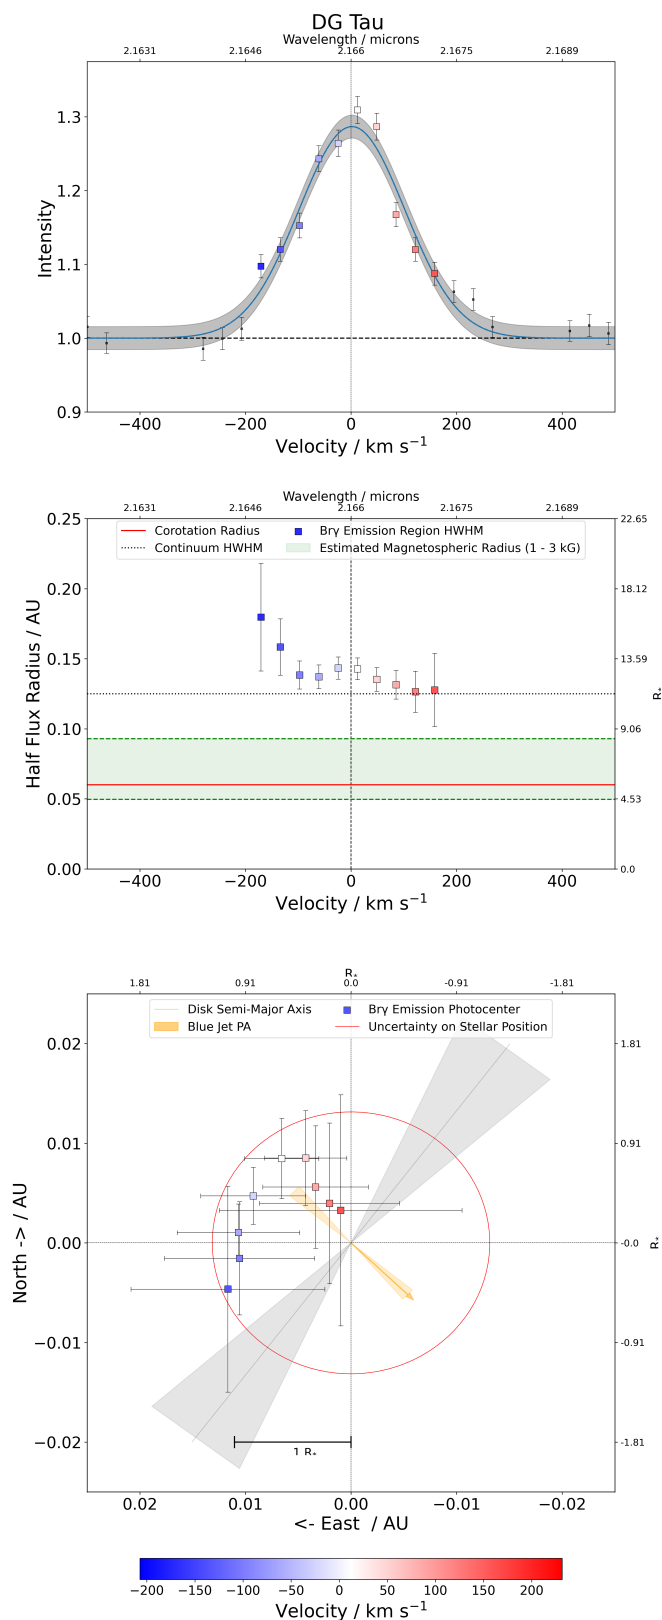 DG Tau
Wavelength / microns
2.1631 2.1646 2.166 2.1675 2.1689
1.3
1.2
1.1
1.0
0.9
Intensity
−400 −200 0 200 400
Velocity / km s⁻¹
Wavelength / microns
2.1631 2.1646 2.166 2.1675 2.1689
Corotation Radius
Continuum HWHM
Brγ Emission Region HWHM
Estimated Magnetospheric Radius (1 - 3 kG)
0.25
0.20
0.15
0.10
0.05
0.00
Half Flux Radius / AU
22.65
18.12
13.59
9.06
4.53
0.0
R*
−400 −200 0 200 400
Velocity / km s⁻¹
R*
1.81 0.91 0.0 -0.91 -1.81
Disk Semi-Major Axis
Blue Jet PA
Brγ Emission Photocenter
Uncertainty on Stellar Position
0.02
0.01
0.00
−0.01
−0.02
North -> / AU
1.81
0.91
-0.0
-0.91
-1.81
R*
1 R*
0.02 0.01 0.00 −0.01 −0.02
<- East / AU
−200 −150 −100 −50 0 50 100 150 200
Velocity / km s⁻¹